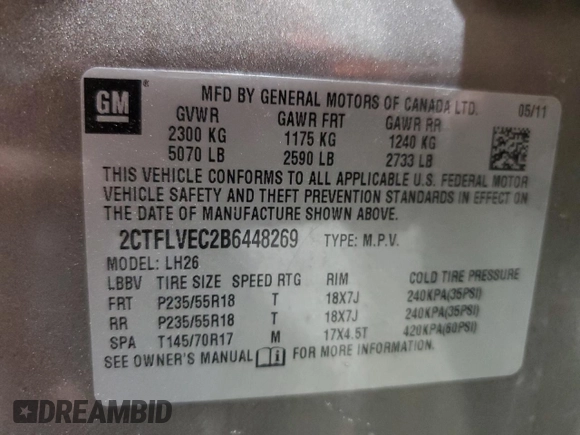 GM ®
MFD BY GENERAL MOTORS OF CANADA LTD. 05/11
GVWR GAWR FRT GAWR RR
2300 KG 1175 KG 1240 KG
5070 LB 2590 LB 2733 LB
THIS VEHICLE CONFORMS TO ALL APPLICABLE U.S. FEDERAL MOTOR
VEHICLE SAFETY AND THEFT PREVENTION STANDARDS IN EFFECT ON
THE DATE OF MANUFACTURE SHOWN ABOVE.
2CTFLVEC2B6448269 TYPE: M.P.V.
MODEL: LH26
LBBV TIRE SIZE SPEED RTG RIM COLD TIRE PRESSURE
FRT P235/55R18 T 18X7J 240KPA(35PSI)
RR P235/55R18 T 18X7J 240KPA(35PSI)
SPA T145/70R17 M 17X4.5T 420KPA(60PSI)
SEE OWNER'S MANUAL i FOR MORE INFORMATION.
DREAMBID